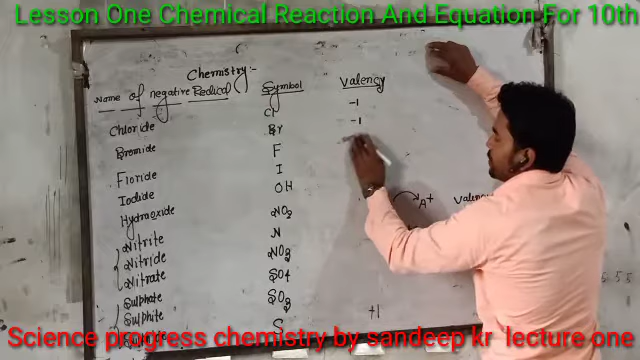 Lesson One Chemical Reaction And Equation For 10th
Chemistry:-
Name of negative Redical() Symbol Valency
Chloride Cl -1
Bromide Br -1
Floride F
Iodide I
Hydroxide OH A+
Nitrite NO2
Nitride N
Nitrate NO3
Sulphate SO4
Sulphite SO3
S +1
Science progress chemistry by sandeep kr lecture one